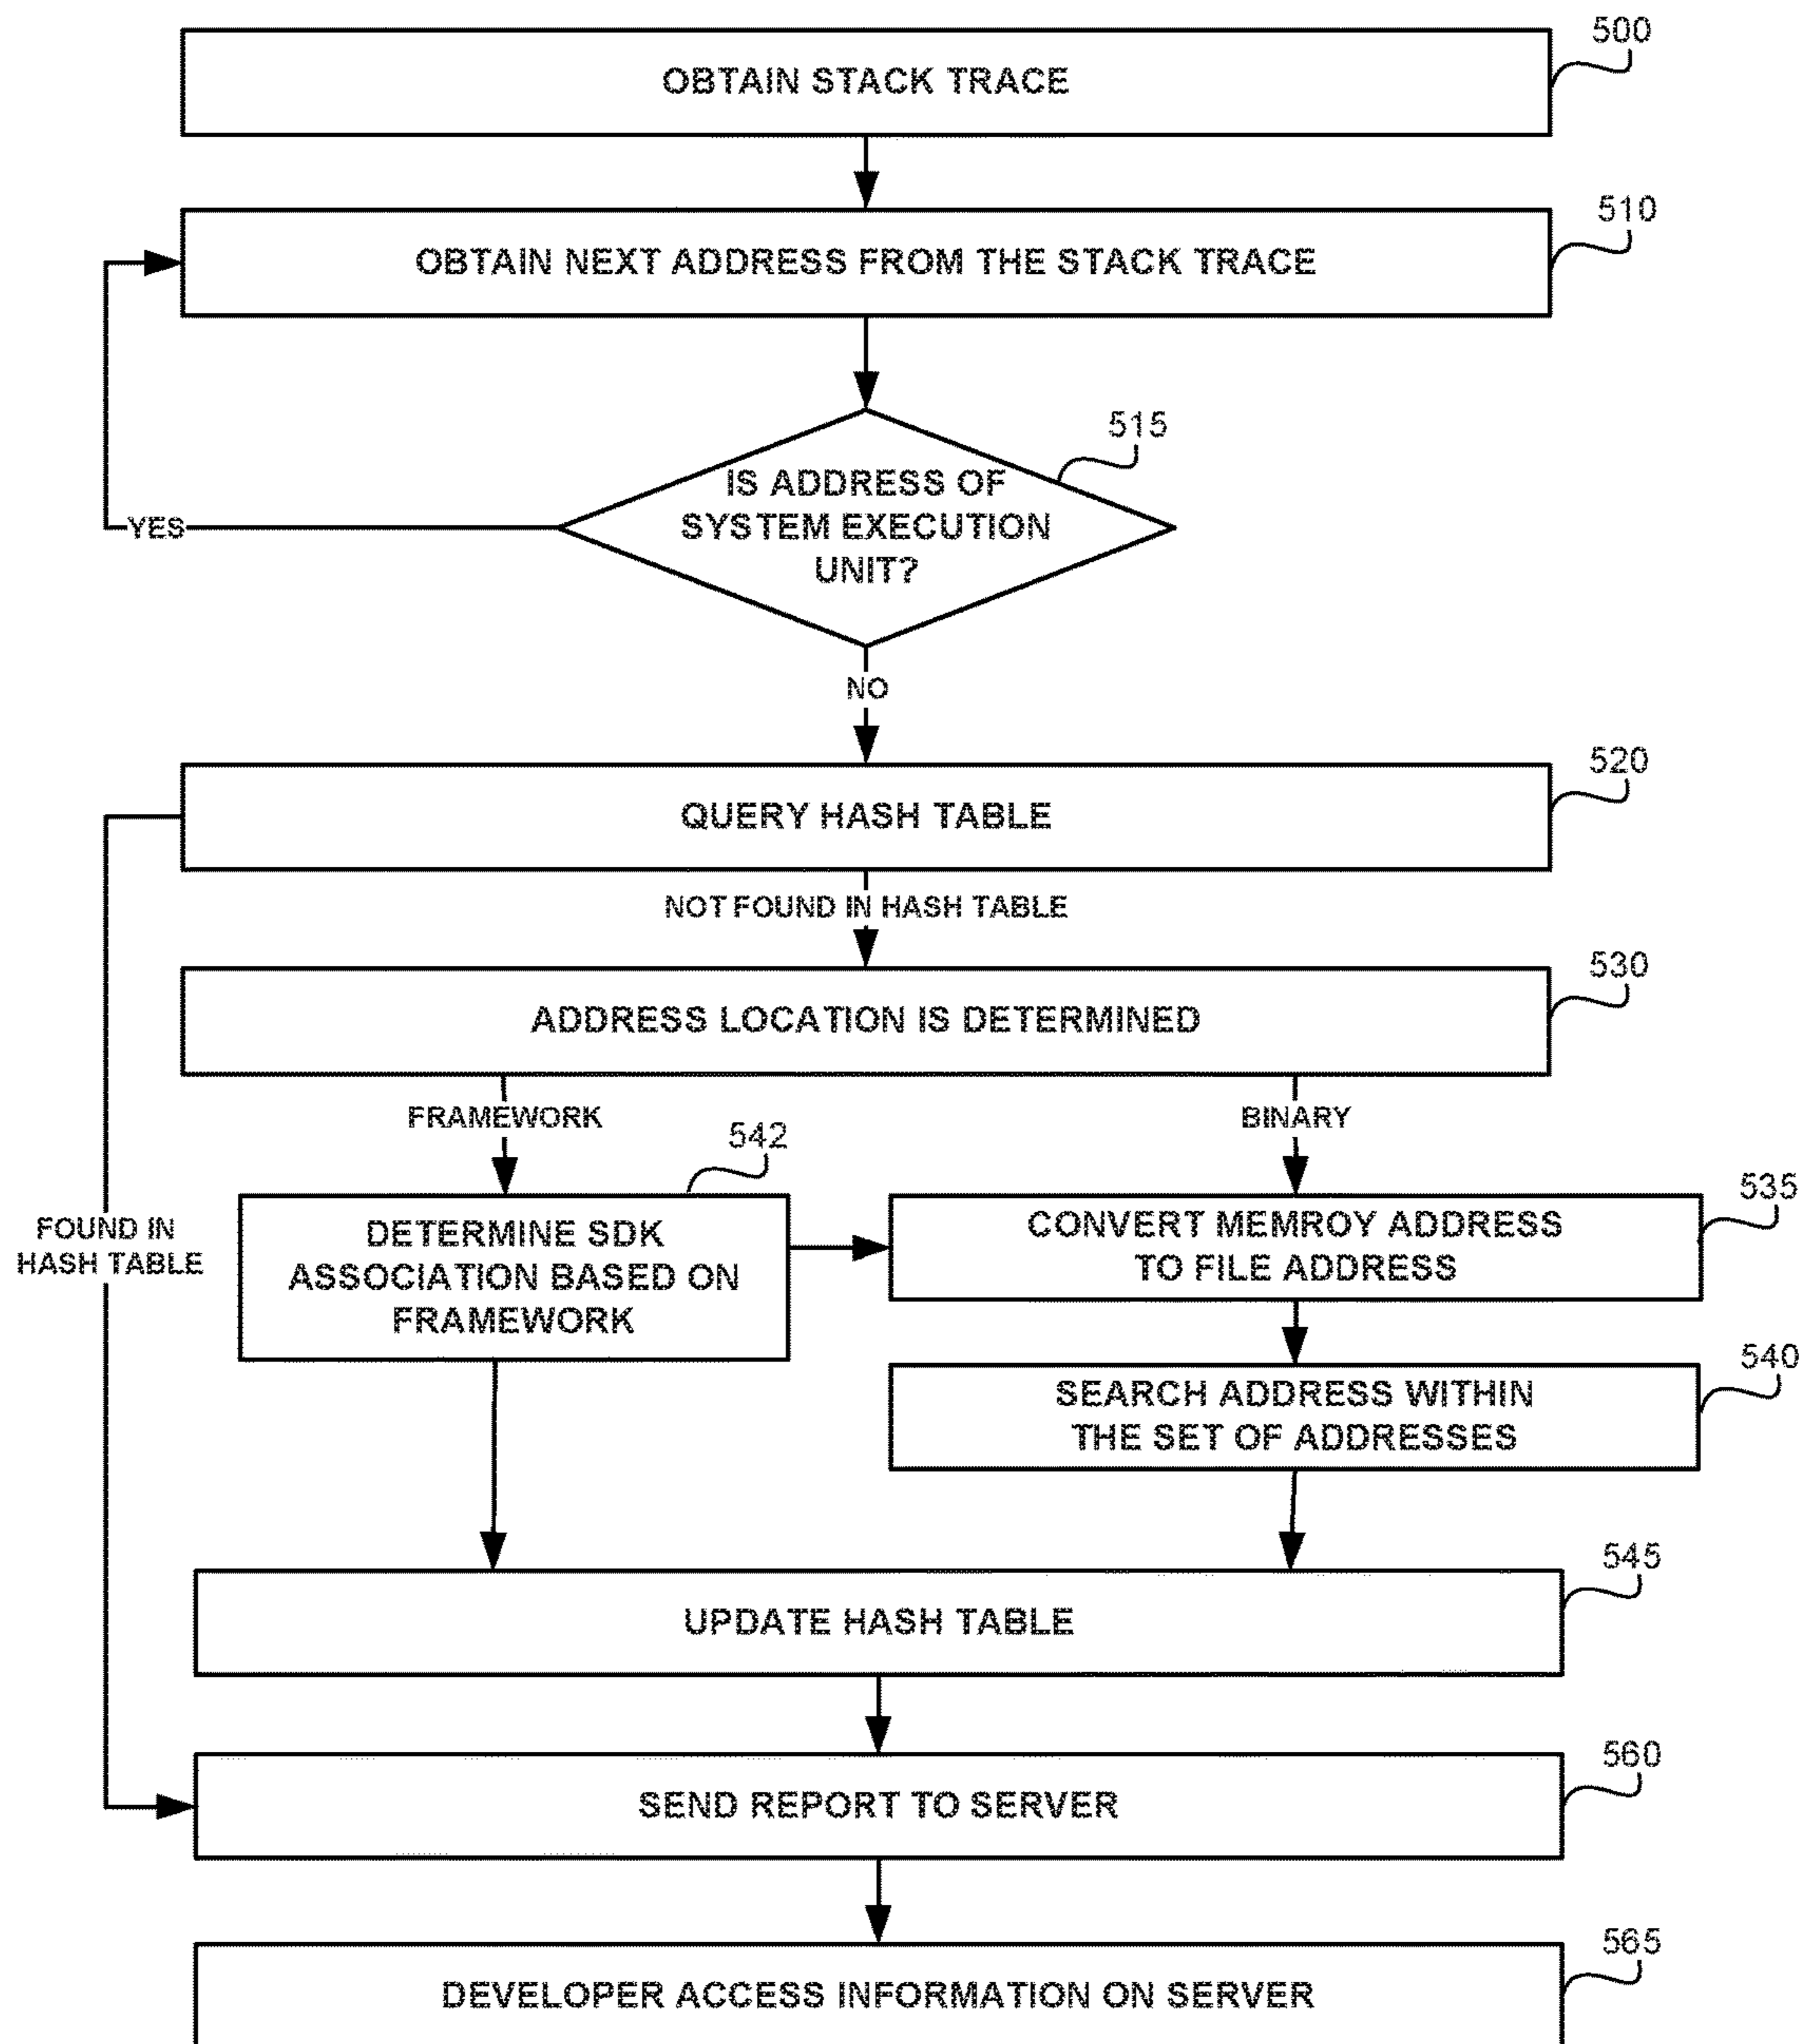 500
OBTAIN STACK TRACE
510
OBTAIN NEXT ADDRESS FROM THE STACK TRACE
515
IS ADDRESS OF
SYSTEM EXECUTION
UNIT?
YES
NO
520
QUERY HASH TABLE
NOT FOUND IN HASH TABLE
530
ADDRESS LOCATION IS DETERMINED
FRAMEWORK
BINARY
542
535
FOUND IN
HASH TABLE
DETERMINE SDK
ASSOCIATION BASED ON
FRAMEWORK
CONVERT MEMROY ADDRESS
TO FILE ADDRESS
540
SEARCH ADDRESS WITHIN
THE SET OF ADDRESSES
545
UPDATE HASH TABLE
560
SEND REPORT TO SERVER
565
DEVELOPER ACCESS INFORMATION ON SERVER